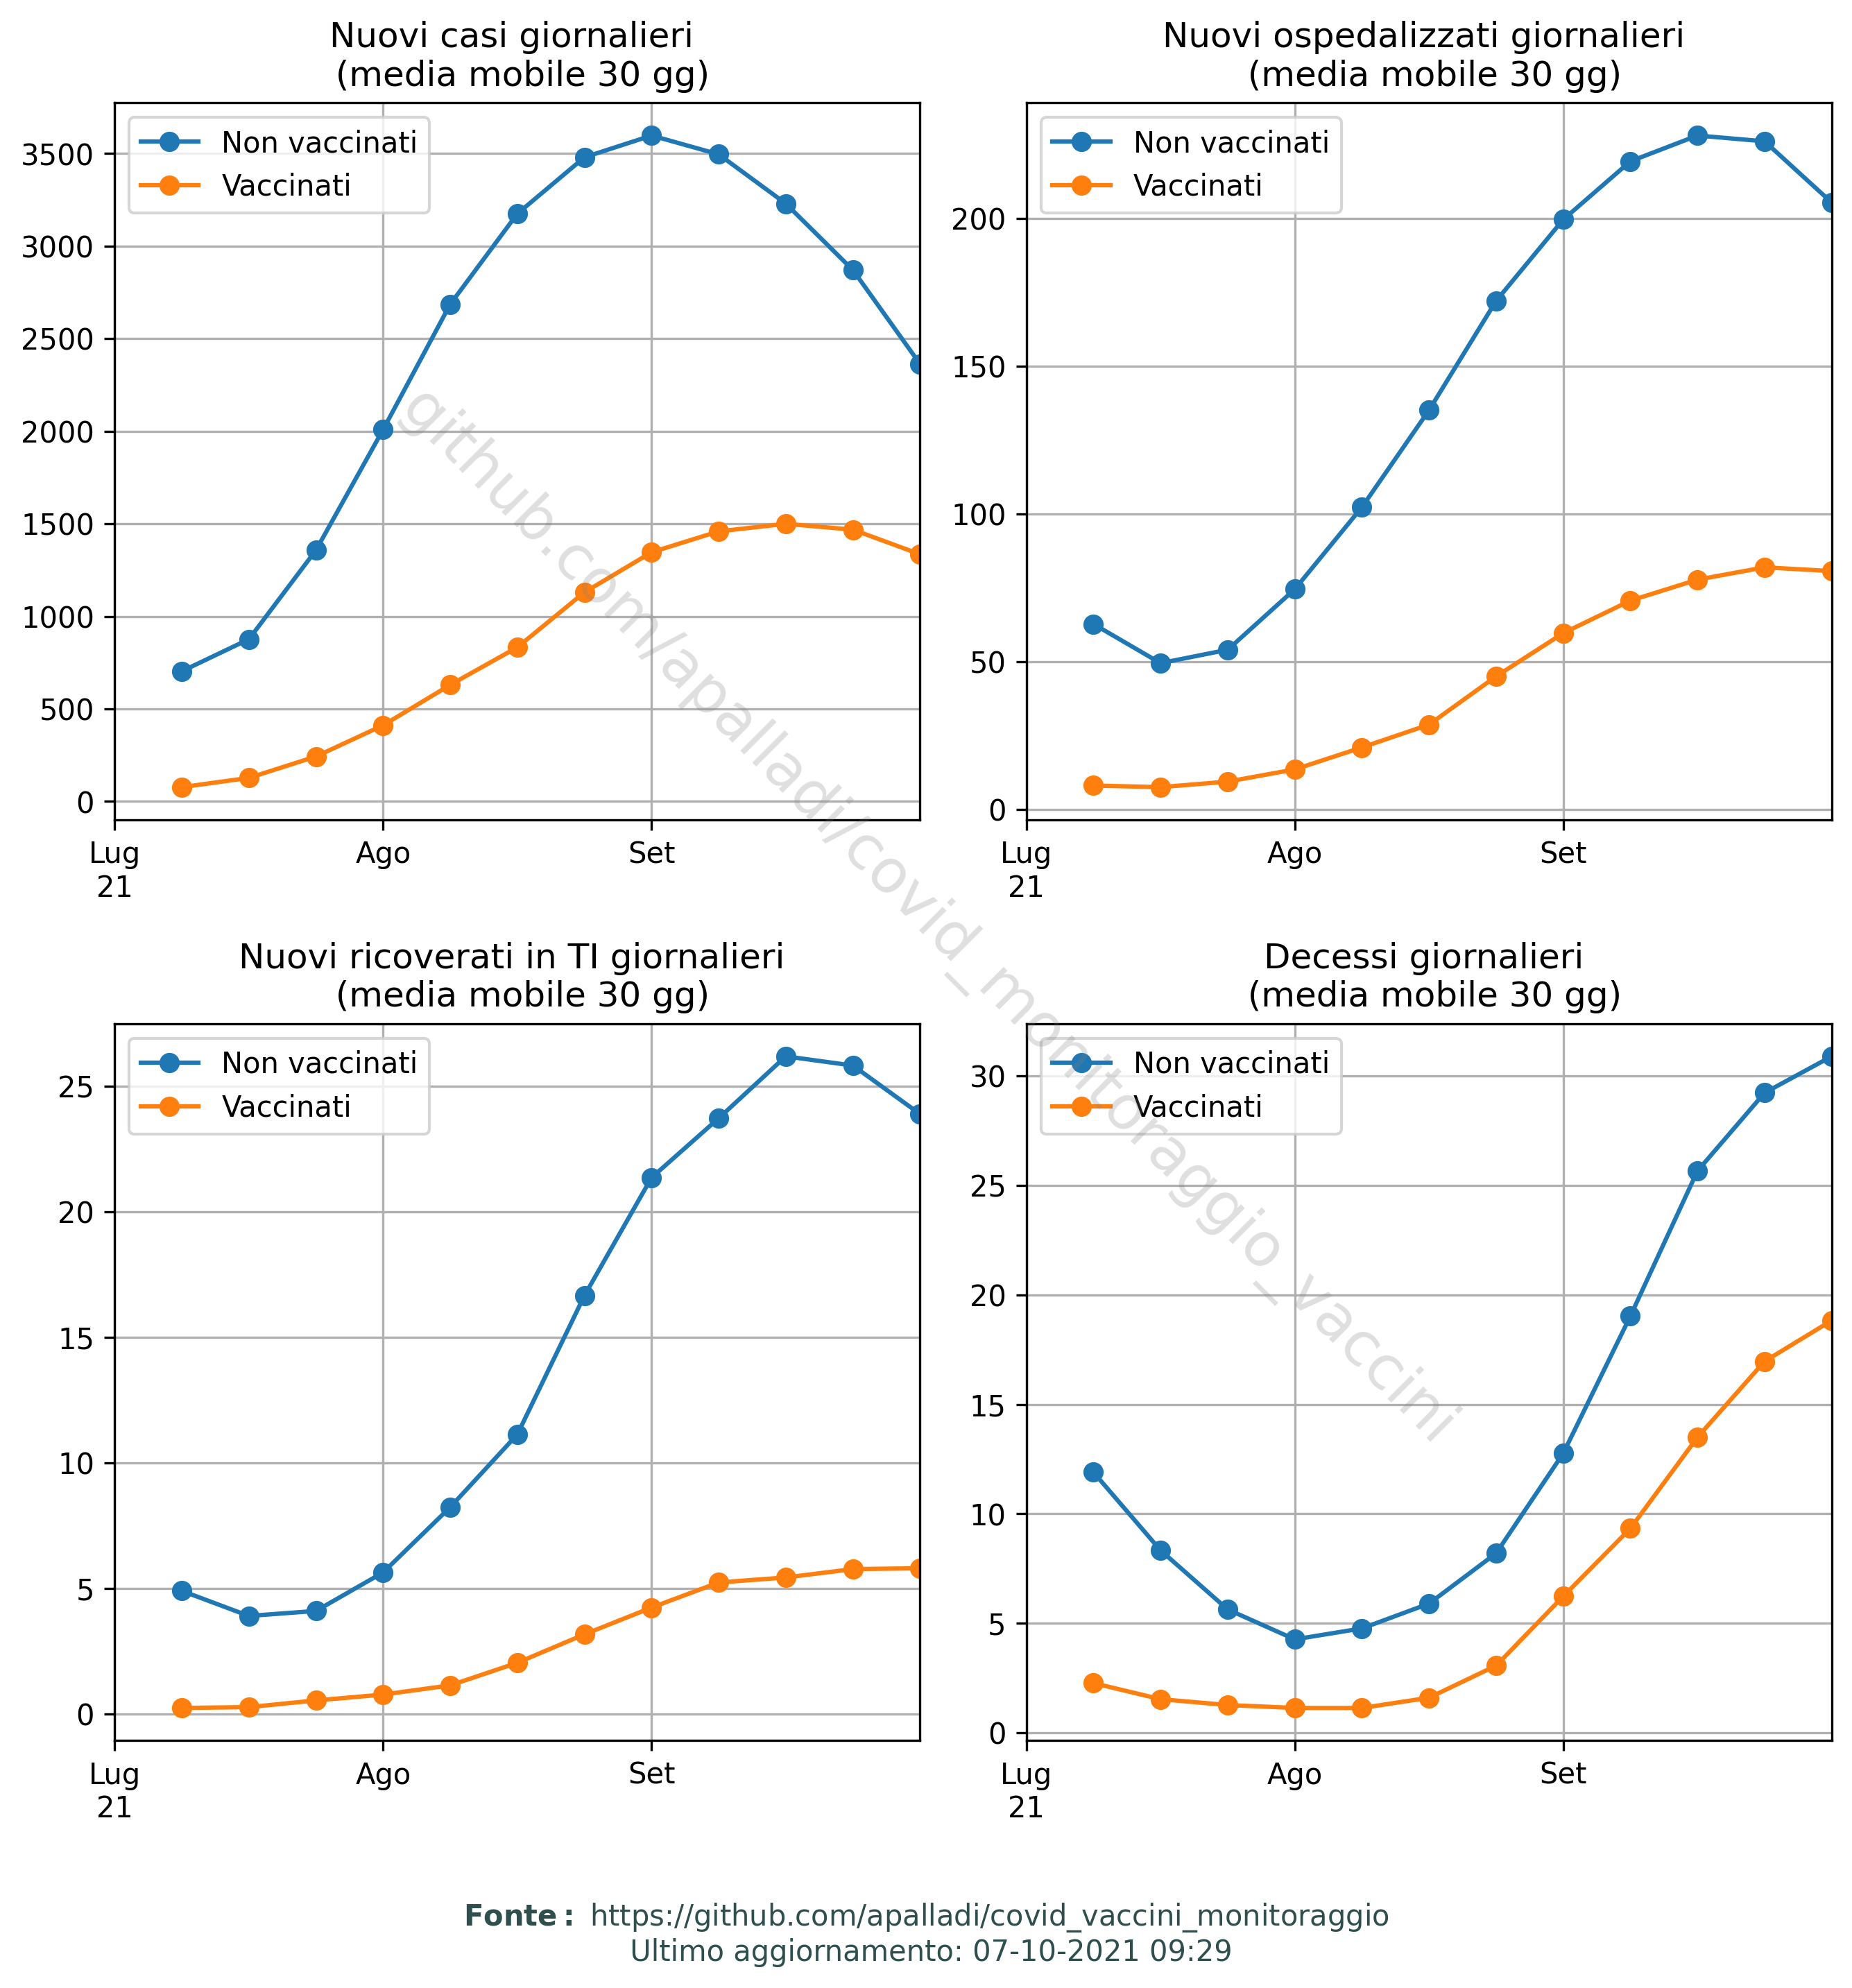 Nuovi casi giornalieri
(media mobile 30 gg)
Non vaccinati
Vaccinati
3500
3000
2500
2000
1500
1000
500
0
Lug
21
Ago
Set
Nuovi ospedalizzati giornalieri
(media mobile 30 gg)
Non vaccinati
Vaccinati
200
150
100
50
0
Lug
21
Ago
Set
Nuovi ricoverati in TI giornalieri
(media mobile 30 gg)
Non vaccinati
Vaccinati
25
20
15
10
5
0
Lug
21
Ago
Set
Decessi giornalieri
(media mobile 30 gg)
Non vaccinati
Vaccinati
30
25
20
15
10
5
0
Lug
21
Ago
Set
github.com/apalladi/covid_monitoraggio_vaccini
Fonte: https://github.com/apalladi/covid_vaccini_monitoraggio
Ultimo aggiornamento: 07-10-2021 09:29